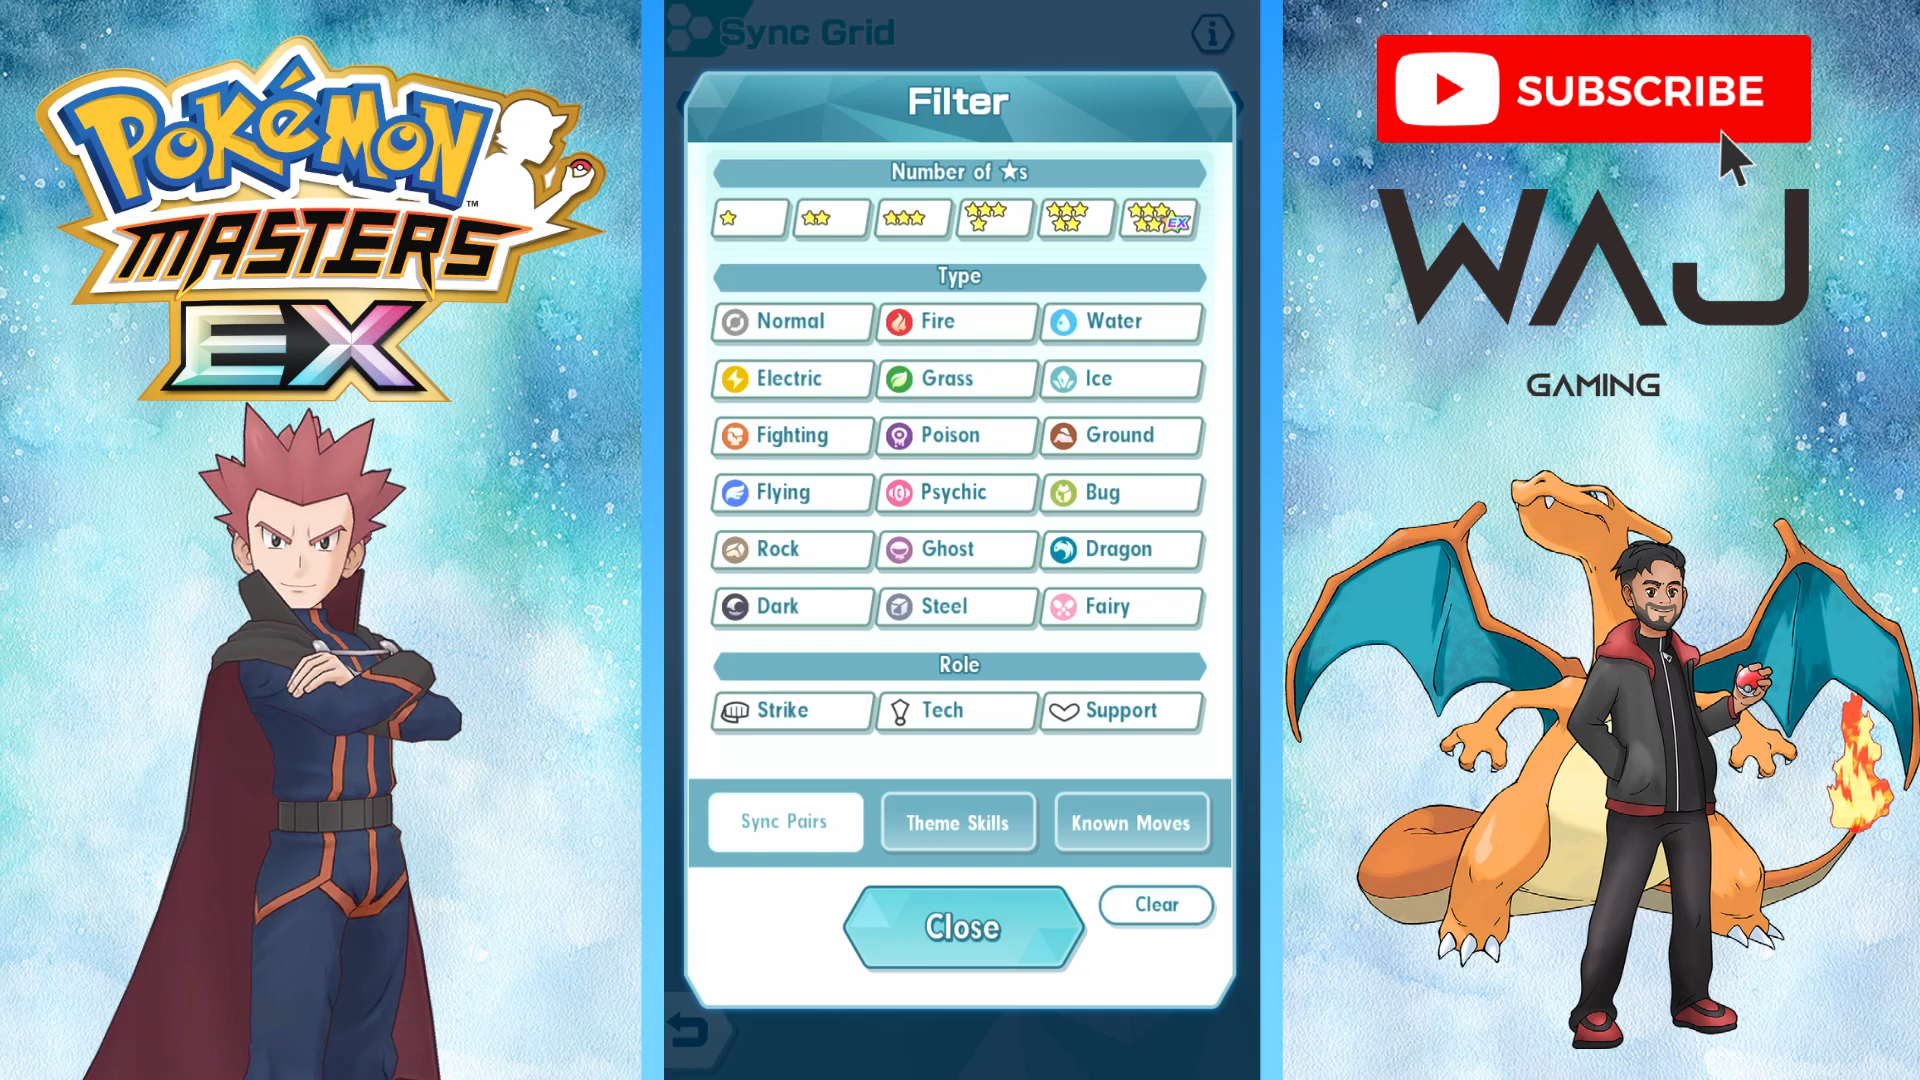 POKéMON
™
MASTERS
EX
Sync Grid
Filter
Number of ★s
EX
Type
Normal Fire Water
Electric Grass Ice
Fighting Poison Ground
Flying Psychic Bug
Rock Ghost Dragon
Dark Steel Fairy
Role
Strike Tech Support
Sync Pairs Theme Skills Known Moves
Close
Clear
SUBSCRIBE
WAJ
GAMING